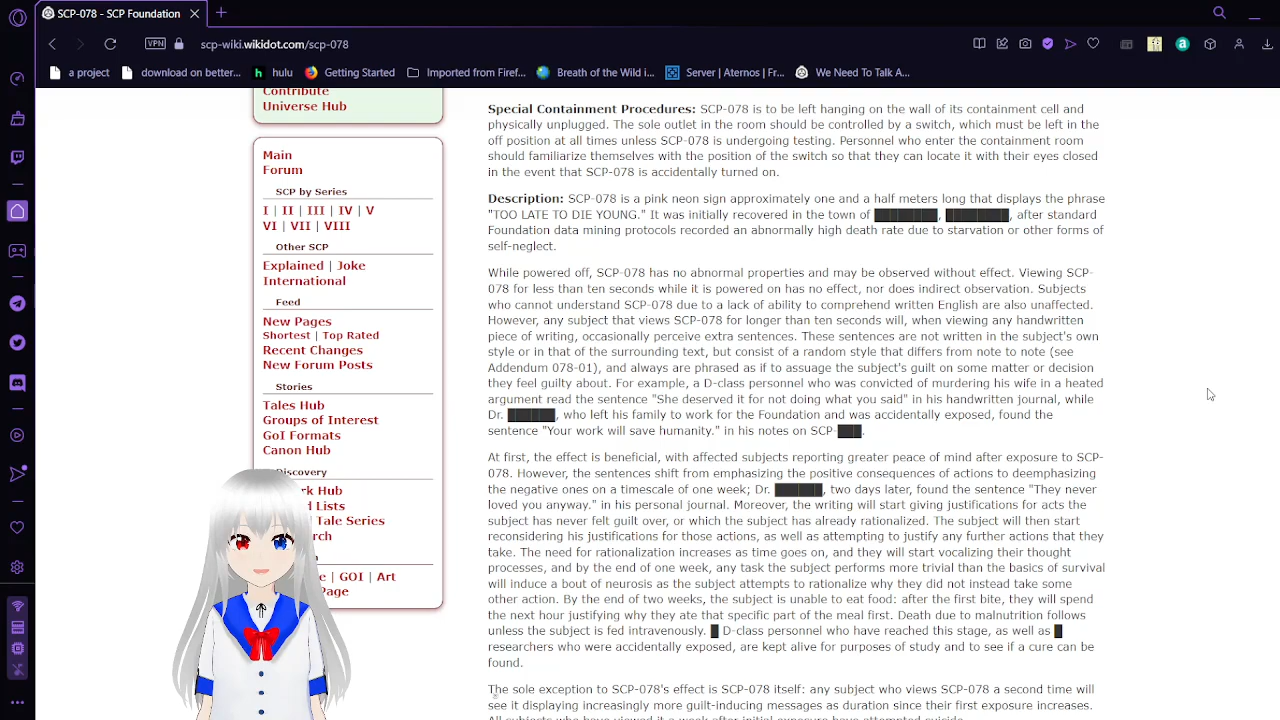 SCP-078 - SCP Foundation
VPN scp-wiki.wikidot.com/scp-078
a project download on better... hulu Getting Started Imported from Firef... Breath of the Wild i... Server | Aternos | Fr... We Need To Talk A...
Contribute
Universe Hub
Main
Forum
SCP by Series
I | II | III | IV | V
VI | VII | VIII
Other SCP
Explained | Joke
International
Feed
New Pages
Shortest | Top Rated
Recent Changes
New Forum Posts
Stories
Tales Hub
Groups of Interest
GoI Formats
Canon Hub
Discovery
Hub
Lists
Tale Series
| GOI | Art
Page
Special Containment Procedures: SCP-078 is to be left hanging on the wall of its containment cell and
physically unplugged. The sole outlet in the room should be controlled by a switch, which must be left in the
off position at all times unless SCP-078 is undergoing testing. Personnel who enter the containment room
should familiarize themselves with the position of the switch so that they can locate it with their eyes closed
in the event that SCP-078 is accidentally turned on.
Description: SCP-078 is a pink neon sign approximately one and a half meters long that displays the phrase
"TOO LATE TO DIE YOUNG." It was initially recovered in the town of ████████, ████████, after standard
Foundation data mining protocols recorded an abnormally high death rate due to starvation or other forms of
self-neglect.
While powered off, SCP-078 has no abnormal properties and may be observed without effect. Viewing SCP-
078 for less than ten seconds while it is powered on has no effect, nor does indirect observation. Subjects
who cannot understand SCP-078 due to a lack of ability to comprehend written English are also unaffected.
However, any subject that views SCP-078 for longer than ten seconds will, when viewing any handwritten
piece of writing, occasionally perceive extra sentences. These sentences are not written in the subject's own
style or in that of the surrounding text, but consist of a random style that differs from note to note (see
Addendum 078-01), and always are phrased as if to assuage the subject's guilt on some matter or decision
they feel guilty about. For example, a D-class personnel who was convicted of murdering his wife in a heated
argument read the sentence "She deserved it for not doing what you said" in his handwritten journal, while
Dr. ██████, who left his family to work for the Foundation and was accidentally exposed, found the
sentence "Your work will save humanity." in his notes on SCP-███.
At first, the effect is beneficial, with affected subjects reporting greater peace of mind after exposure to SCP-
078. However, the sentences shift from emphasizing the positive consequences of actions to deemphasizing
the negative ones on a timescale of one week; Dr. ██████, two days later, found the sentence "They never
loved you anyway." in his personal journal. Moreover, the writing will start giving justifications for acts the
subject has never felt guilt over, or which the subject has already rationalized. The subject will then start
reconsidering his justifications for those actions, as well as attempting to justify any further actions that they
take. The need for rationalization increases as time goes on, and they will start vocalizing their thought
processes, and by the end of one week, any task the subject performs more trivial than the basics of survival
will induce a bout of neurosis as the subject attempts to rationalize why they did not instead take some
other action. By the end of two weeks, the subject is unable to eat food: after the first bite, they will spend
the next hour justifying why they ate that specific part of the meal first. Death due to malnutrition follows
unless the subject is fed intravenously. █ D-class personnel who have reached this stage, as well as █
researchers who were accidentally exposed, are kept alive for purposes of study and to see if a cure can be
found.
The sole exception to SCP-078's effect is SCP-078 itself: any subject who views SCP-078 a second time will
see it displaying increasingly more guilt-inducing messages as duration since their first exposure increases.
All subjects who have viewed it a week after initial exposure have attempted suicide.